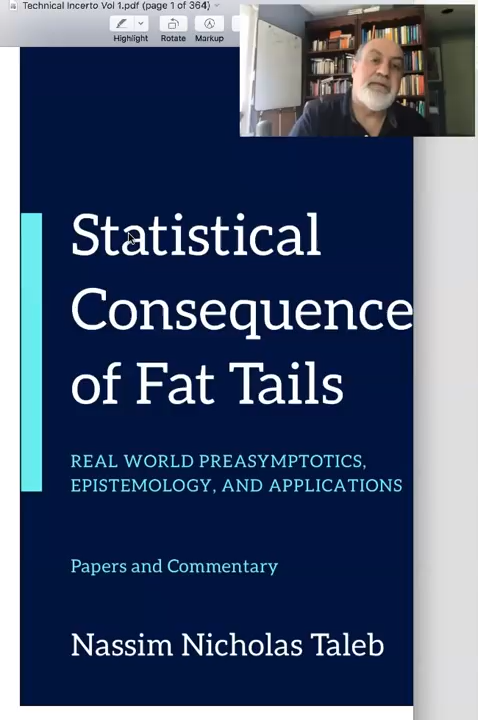 Technical Incerto Vol 1.pdf (page 1 of 364)
Highlight Rotate Markup
Statistical
Consequence
of Fat Tails
REAL WORLD PREASYMPTOTICS,
EPISTEMOLOGY, AND APPLICATIONS
Papers and Commentary
Nassim Nicholas Taleb